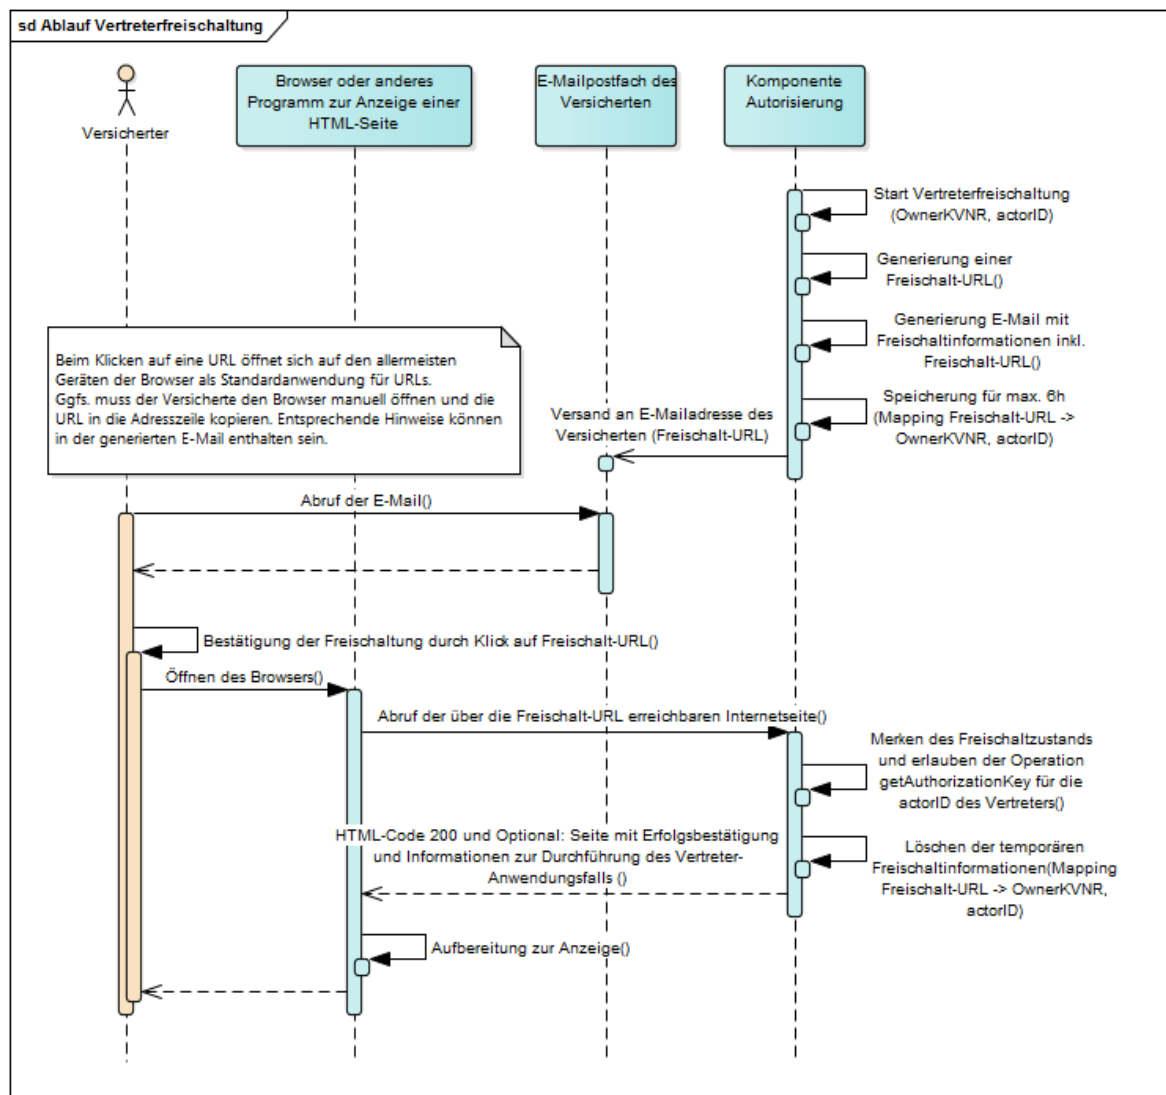 sd Ablauf Vertreterfreischaltung
Versicherter
Browser oder anderes
Programm zur Anzeige einer
HTML-Seite
E-Mailpostfach des
Versicherten
Komponente
Autorisierung
Start Vertreterfreischaltung
(OwnerKVNR, actorID)
Generierung einer
Freischalt-URL()
Generierung E-Mail mit
Freischaltinformationen inkl.
Freischalt-URL()
Beim Klicken auf eine URL öffnet sich auf den allermeisten
Geräten der Browser als Standardanwendung für URLs.
Ggfs. muss der Versicherte den Browser manuell öffnen und die
URL in die Adresszeile kopieren. Entsprechende Hinweise können
in der generierten E-Mail enthalten sein.
Speicherung für max. 6h
(Mapping Freischalt-URL ->
OwnerKVNR, actorID)
Versand an E-Mailadresse des
Versicherten (Freischalt-URL)
Abruf der E-Mail()
Bestätigung der Freischaltung durch Klick auf Freischalt-URL()
Öffnen des Browsers()
Abruf der über die Freischalt-URL erreichbaren Internetseite()
Merken des Freischaltzustands
und erlauben der Operation
getAuthorizationKey für die
actorID des Vertreters()
HTML-Code 200 und Optional: Seite mit Erfolgsbestätigung
und Informationen zur Durchführung des Vertreter-
Anwendungsfalls ()
Löschen der temporären
Freischaltinformationen(Mapping
Freischalt-URL -> OwnerKVNR,
actorID)
Aufbereitung zur Anzeige()